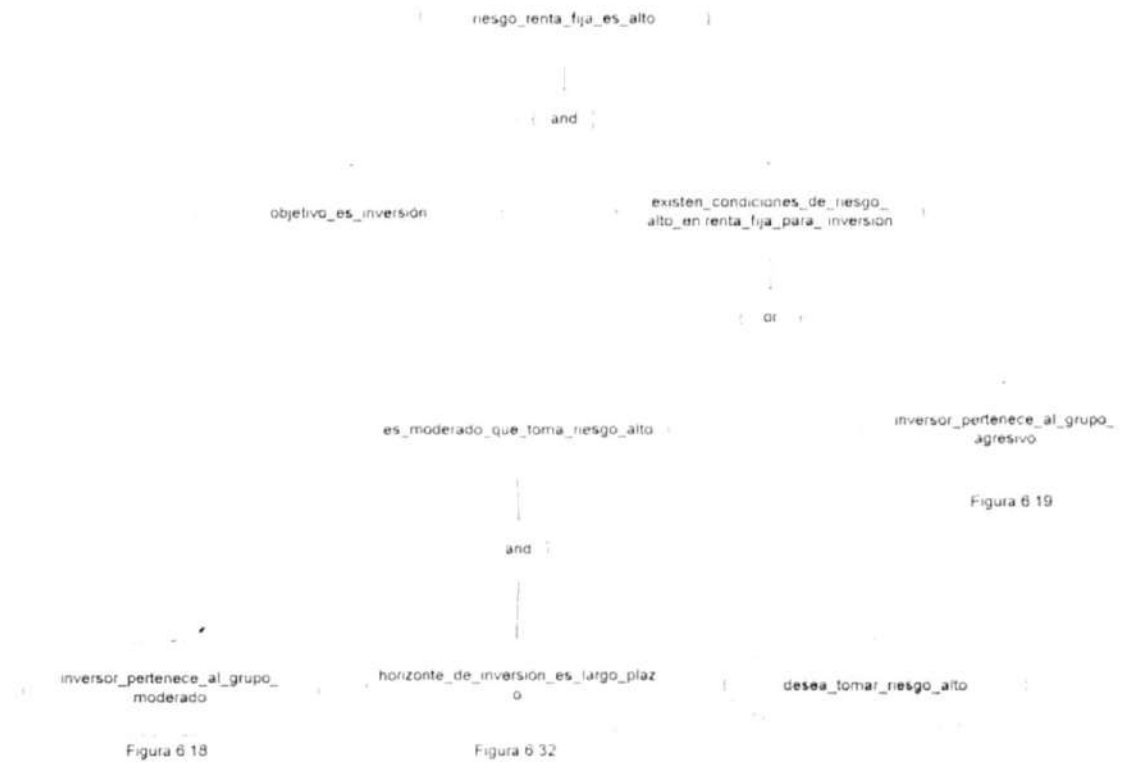 riesgo_renta_fija_es_alto
and
objetivo_es_inversión
existen_condiciones_de_riesgo_
alto_en renta_fija_para_ inversion
or
es_moderado_que_toma_riesgo_alto
inversor_pertenece_al_grupo_
agresivo
Figura 6 19
and
inversor_pertenece_al_grupo_
moderado
horizonte_de_inversion_es_largo_plaz
o
desea_tomar_riesgo_alto
Figura 6 18
Figura 6 32